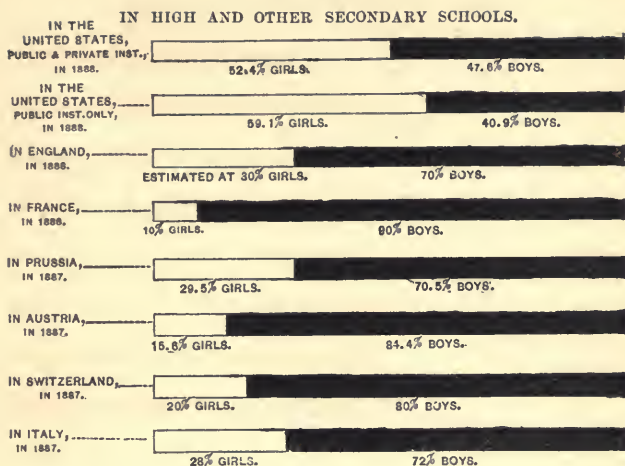 IN HIGH AND OTHER SECONDARY SCHOOLS.
IN THE
UNITED STATES,
PUBLIC & PRIVATE INST.,
IN 1888.
52.4% GIRLS. 47.6% BOYS.
IN THE
UNITED STATES,
PUBLIC INST. ONLY,
IN 1888.
59.1% GIRLS. 40.9% BOYS.
IN ENGLAND,
IN 1888.
ESTIMATED AT 30% GIRLS. 70% BOYS.
IN FRANCE,
IN 1888.
10% GIRLS. 90% BOYS.
IN PRUSSIA,
IN 1887.
29.5% GIRLS. 70.5% BOYS.
IN AUSTRIA,
IN 1887.
15.6% GIRLS. 84.4% BOYS.
IN SWITZERLAND,
IN 1887.
20% GIRLS. 80% BOYS.
IN ITALY,
IN 1887.
28% GIRLS. 72% BOYS.